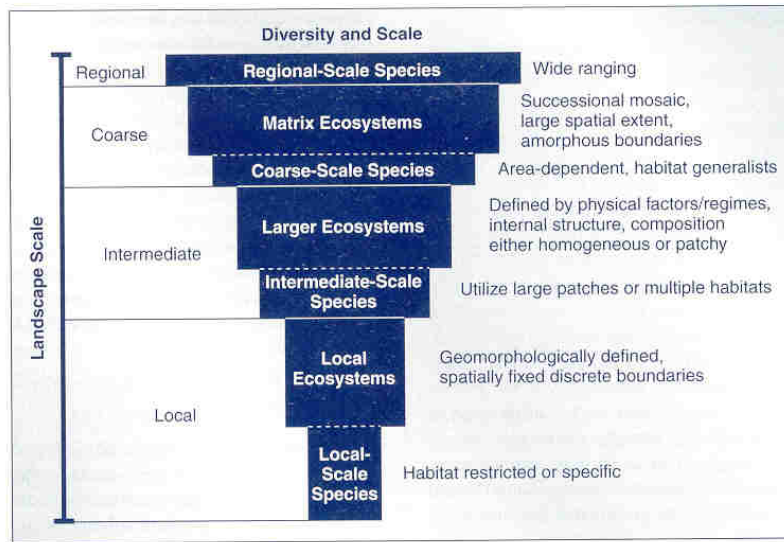 Diversity and Scale
Regional
Regional-Scale Species
Wide ranging
Coarse
Matrix Ecosystems
Successional mosaic,
large spatial extent,
amorphous boundaries
Coarse-Scale Species
Area-dependent, habitat generalists
Landscape Scale
Intermediate
Larger Ecosystems
Defined by physical factors/regimes,
internal structure, composition
either homogeneous or patchy
Intermediate-Scale
Species
Utilize large patches or multiple habitats
Local
Local
Ecosystems
Geomorphologically defined,
spatially fixed discrete boundaries
Local-
Scale
Species
Habitat restricted or specific